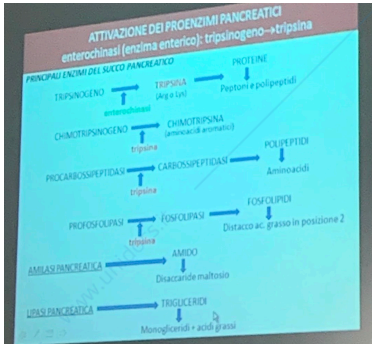 ATTIVAZIONE DEI PROENZIMI PANCREATICI
enterochinasi (enzima enterico): tripsinogeno→tripsina
PRINCIPALI ENZIMI DEL SUCCO PANCREATICO
TRIPSINOGENO TRIPSINA PROTEINE
(Arg o Lys) Peptoni e polipeptidi
enterochinasi
CHIMOTRIPSINOGENO CHIMOTRIPSINA
(aminoacidi aromatici)
tripsina
PROCARBOSSIPEPTIDASI CARBOSSIPEPTIDASI POLIPEPTIDI
tripsina Aminoacidi
PROFOSFOLIPASI FOSFOLIPASI FOSFOLIPIDI
tripsina Distacco ac. grasso in posizione 2
AMILASI PANCREATICA AMIDO
Disaccaride maltosio
LIPASI PANCREATICA TRIGLICERIDI
Monogliceridi + acidi grassi